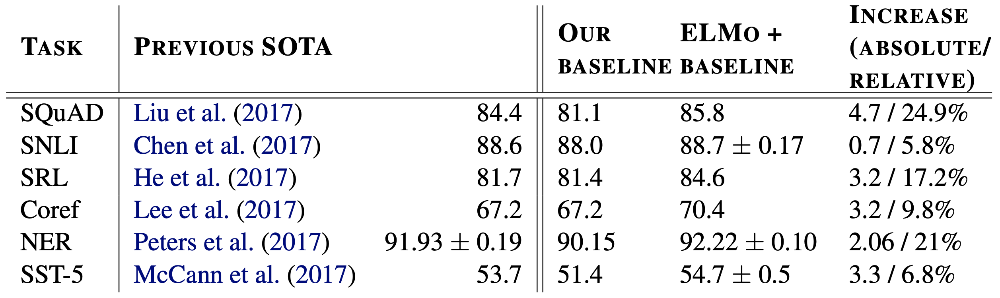 TASK PREVIOUS SOTA OUR BASELINE ELMO + BASELINE INCREASE (ABSOLUTE/ RELATIVE)
SQuAD Liu et al. (2017) 84.4 81.1 85.8 4.7 / 24.9%
SNLI Chen et al. (2017) 88.6 88.0 88.7 ± 0.17 0.7 / 5.8%
SRL He et al. (2017) 81.7 81.4 84.6 3.2 / 17.2%
Coref Lee et al. (2017) 67.2 67.2 70.4 3.2 / 9.8%
NER Peters et al. (2017) 91.93 ± 0.19 90.15 92.22 ± 0.10 2.06 / 21%
SST-5 McCann et al. (2017) 53.7 51.4 54.7 ± 0.5 3.3 / 6.8%